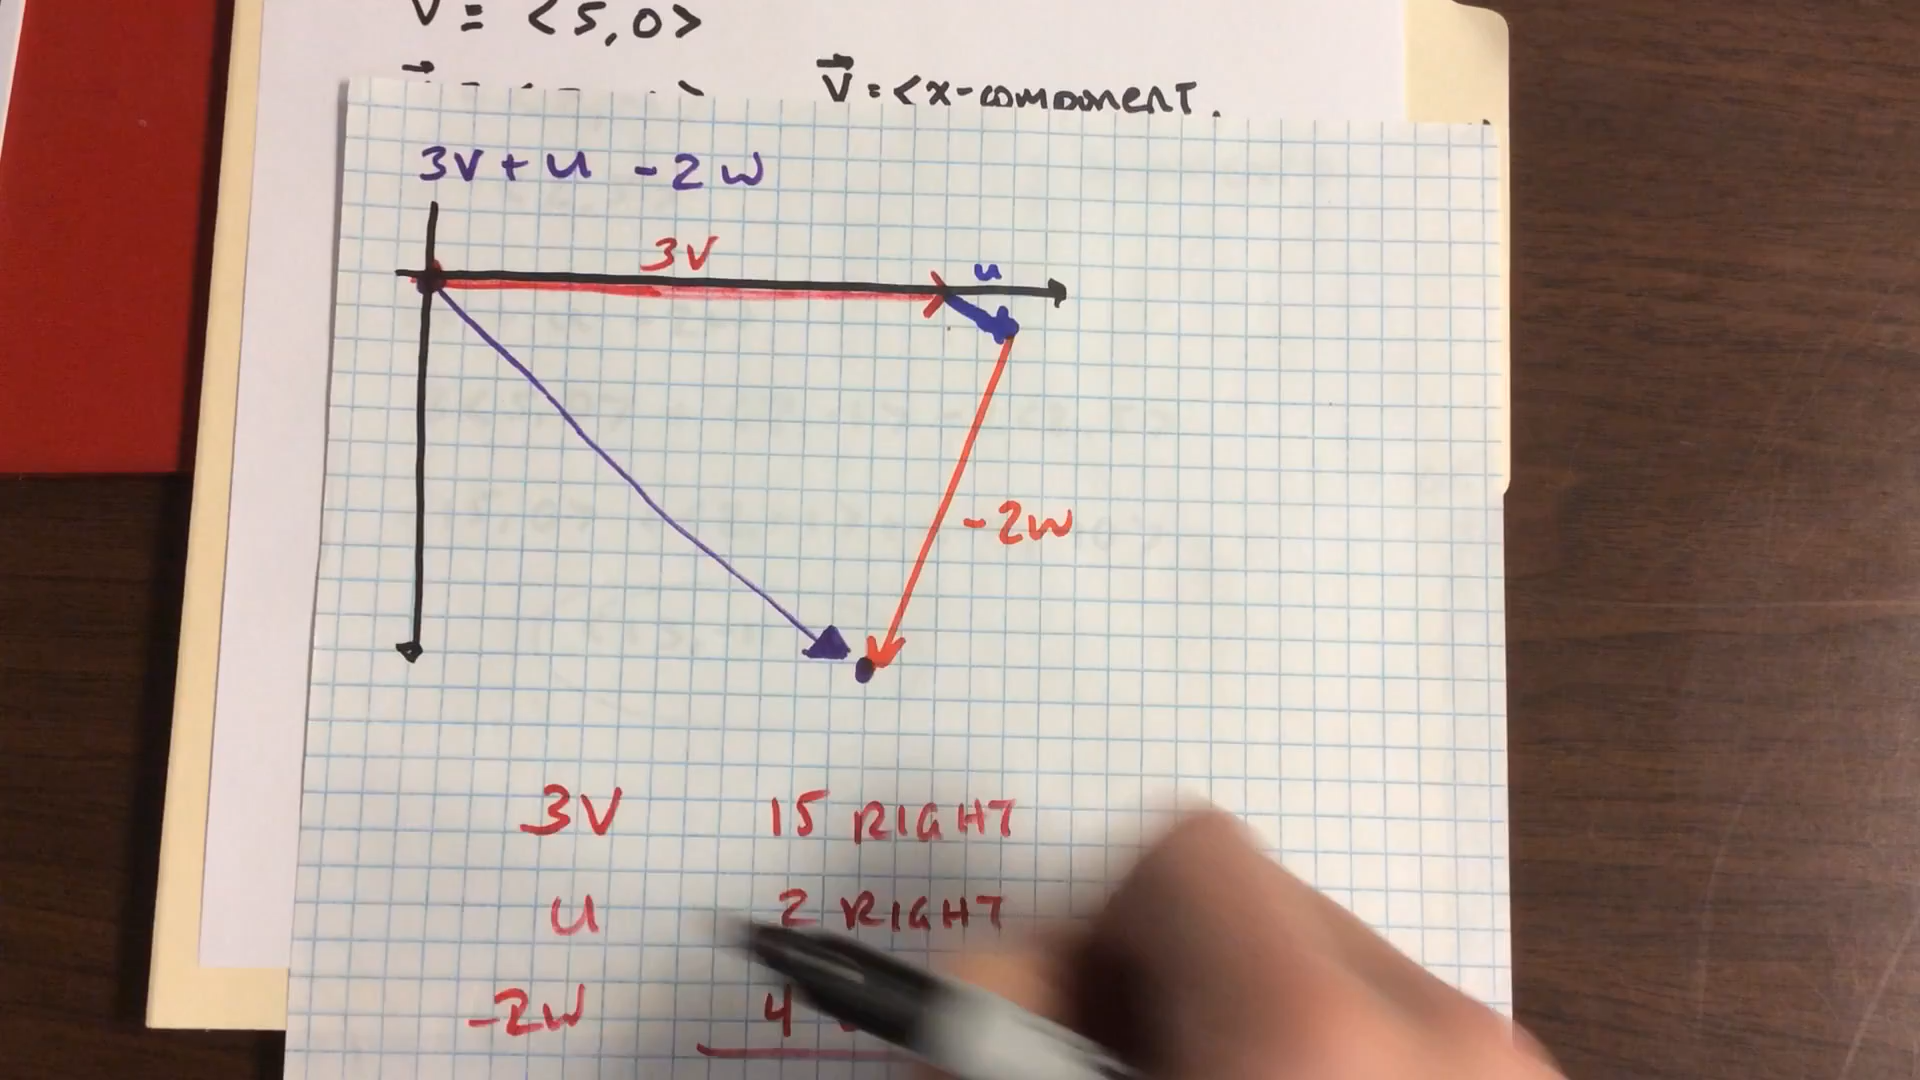 V = <5,0>
V = <x-component,
3V + u - 2w
3V
u
-2w
3V 15 RIGHT
u 2 RIGHT
-2w 4